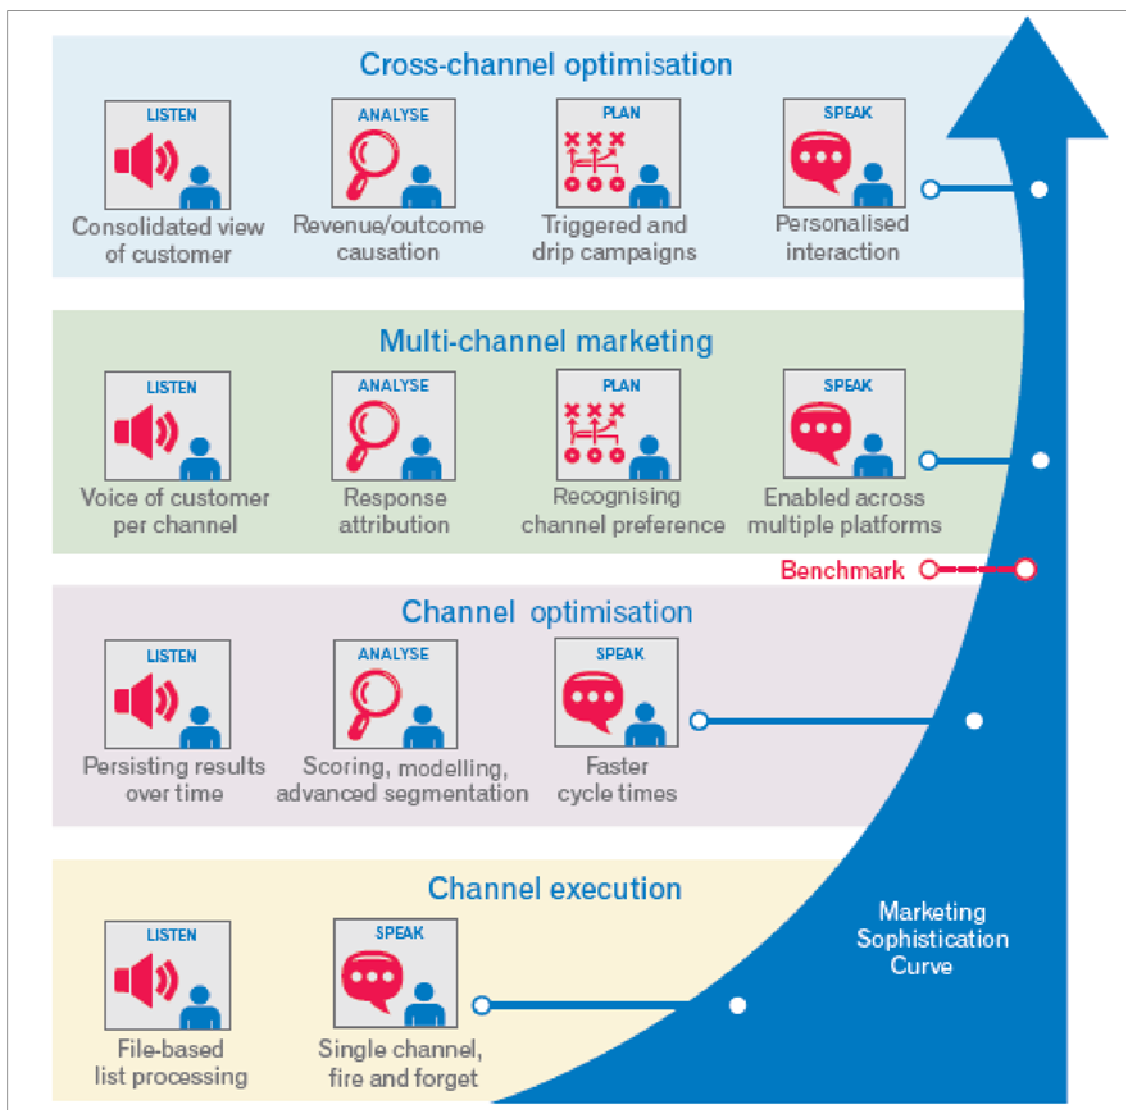 Cross-channel optimisation
LISTEN
ANALYSE
PLAN
SPEAK
Consolidated view
of customer
Revenue/outcome
causation
Triggered and
drip campaigns
Personalised
interaction
Multi-channel marketing
LISTEN
ANALYSE
PLAN
SPEAK
Voice of customer
per channel
Response
attribution
Recognising
channel preference
Enabled across
multiple platforms
Benchmark
Channel optimisation
LISTEN
ANALYSE
SPEAK
Persisting results
over time
Scoring, modelling,
advanced segmentation
Faster
cycle times
Channel execution
LISTEN
SPEAK
File-based
list processing
Single channel,
fire and forget
Marketing
Sophistication
Curve